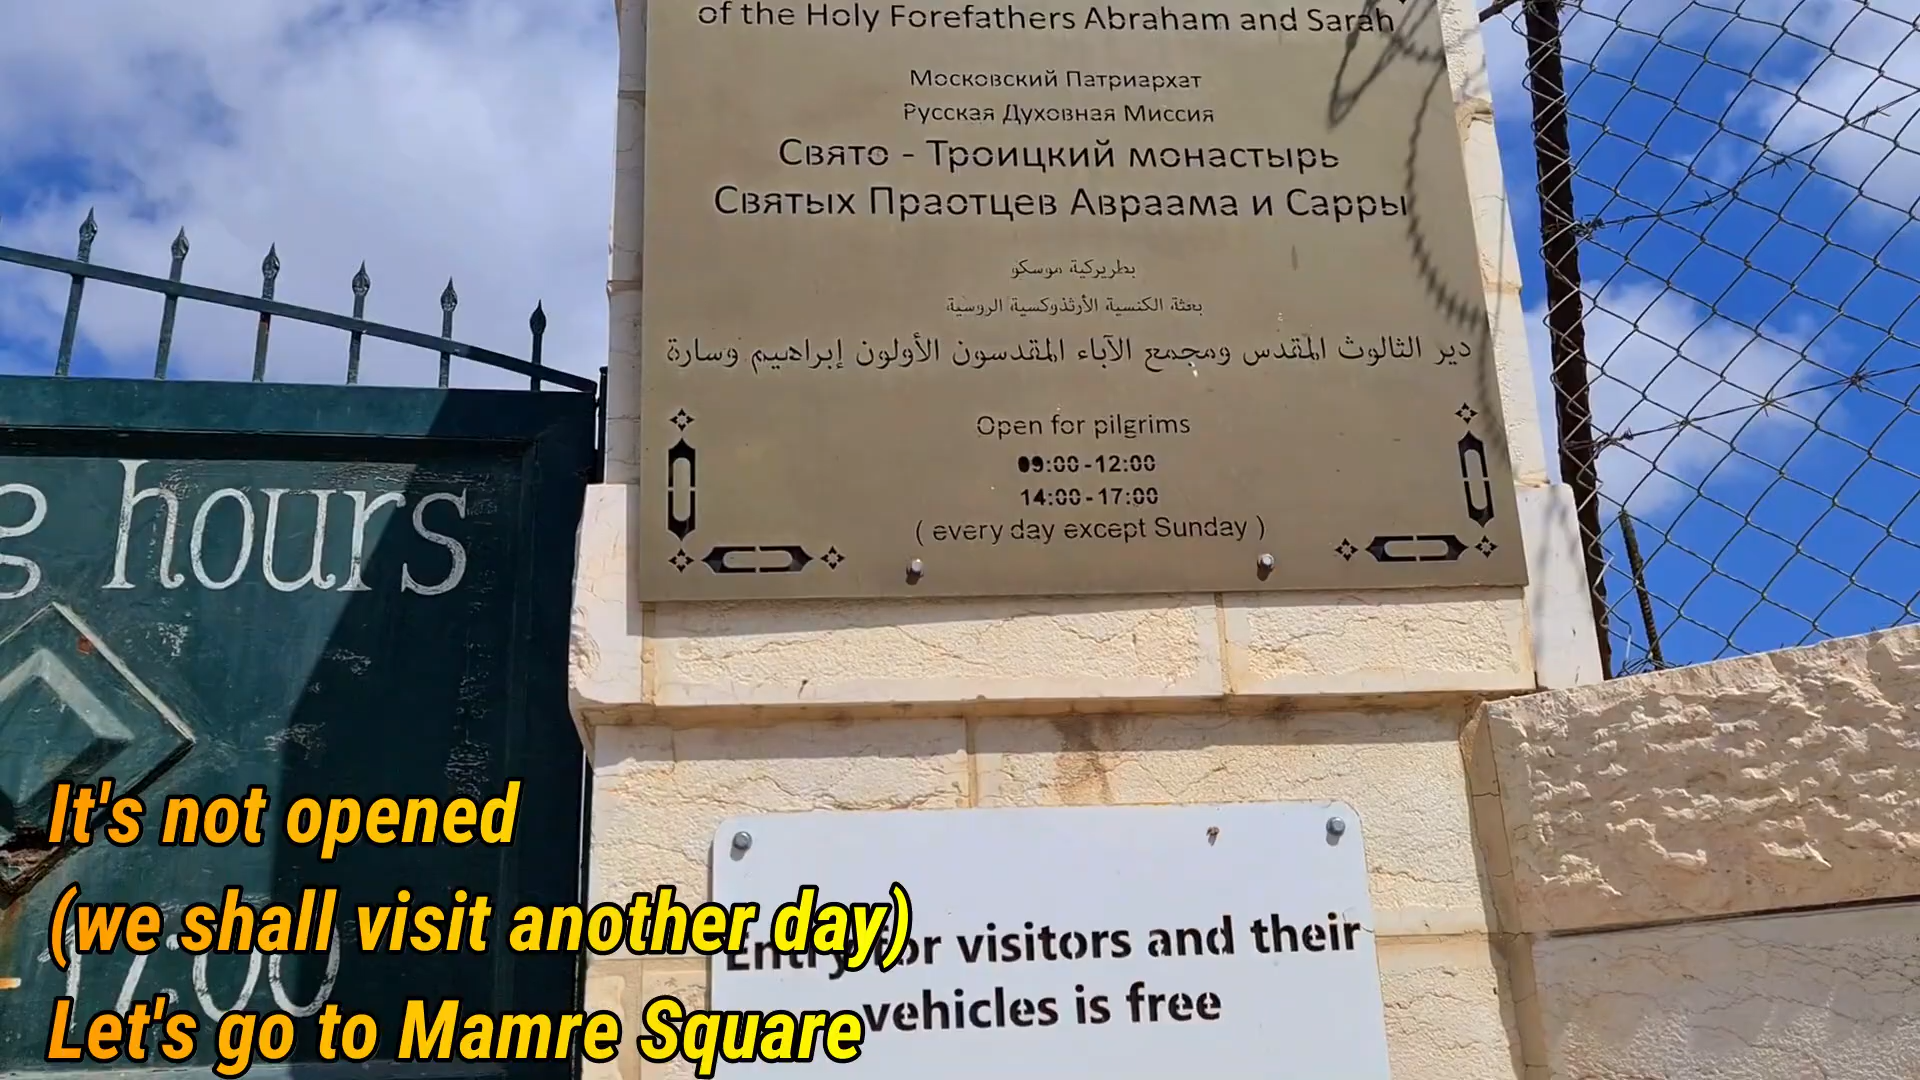 of the Holy Forefathers Abraham and Sarah
Московский Патриархат
Русская Духовная Миссия
Свято - Троицкий монастырь
Святых Праотцев Авраама и Сарры
بطريركية موسكو
بعثة الكنسية الأرثذوكسية الروسية
دير الثالوث المقدس ومجمع الآباء المقدسون الأولون إبراهيم وسارة
Open for pilgrims
09:00-12:00
14:00-17:00
( every day except Sunday )
g hours
-17:00
Entry for visitors and their
vehicles is free
It's not opened
(we shall visit another day)
Let's go to Mamre Square